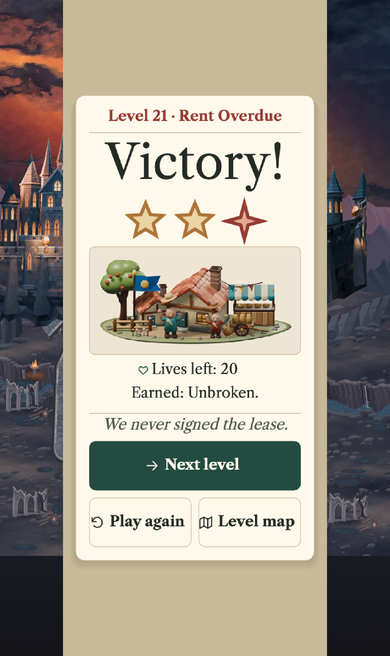 Level 21 · Rent Overdue
Victory!
Lives left: 20
Earned: Unbroken.
We never signed the lease.
Next level
Play again
Level map